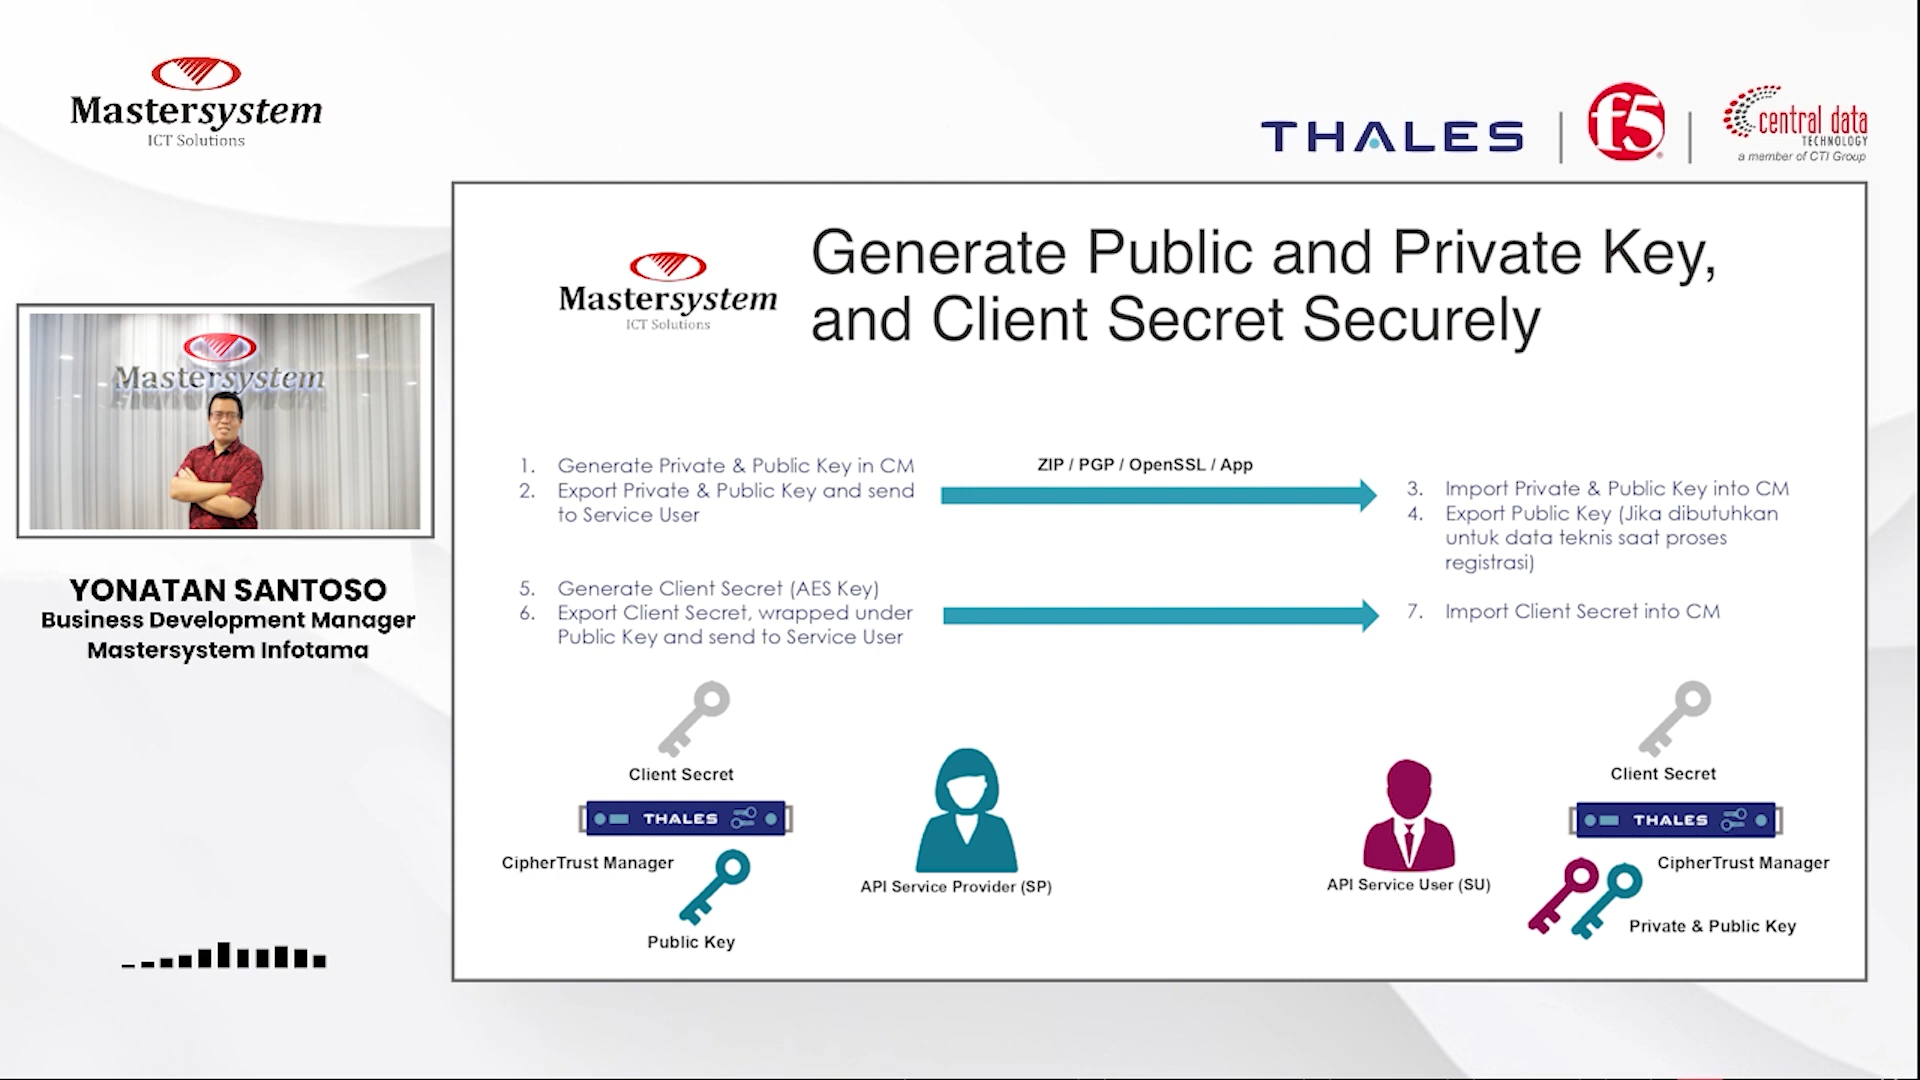 Mastersystem
ICT Solutions
THALES
f5
central data
TECHNOLOGY
a member of CTI Group
Mastersystem
ICT Solutions
Generate Public and Private Key,
and Client Secret Securely
Mastersystem
YONATAN SANTOSO
Business Development Manager
Mastersystem Infotama
1. Generate Private & Public Key in CM
2. Export Private & Public Key and send
to Service User
ZIP / PGP / OpenSSL / App
3. Import Private & Public Key into CM
4. Export Public Key (Jika dibutuhkan
untuk data teknis saat proses
registrasi)
5. Generate Client Secret (AES Key)
6. Export Client Secret, wrapped under
Public Key and send to Service User
7. Import Client Secret into CM
Client Secret
THALES
CipherTrust Manager
Public Key
API Service Provider (SP)
API Service User (SU)
Client Secret
THALES
CipherTrust Manager
Private & Public Key